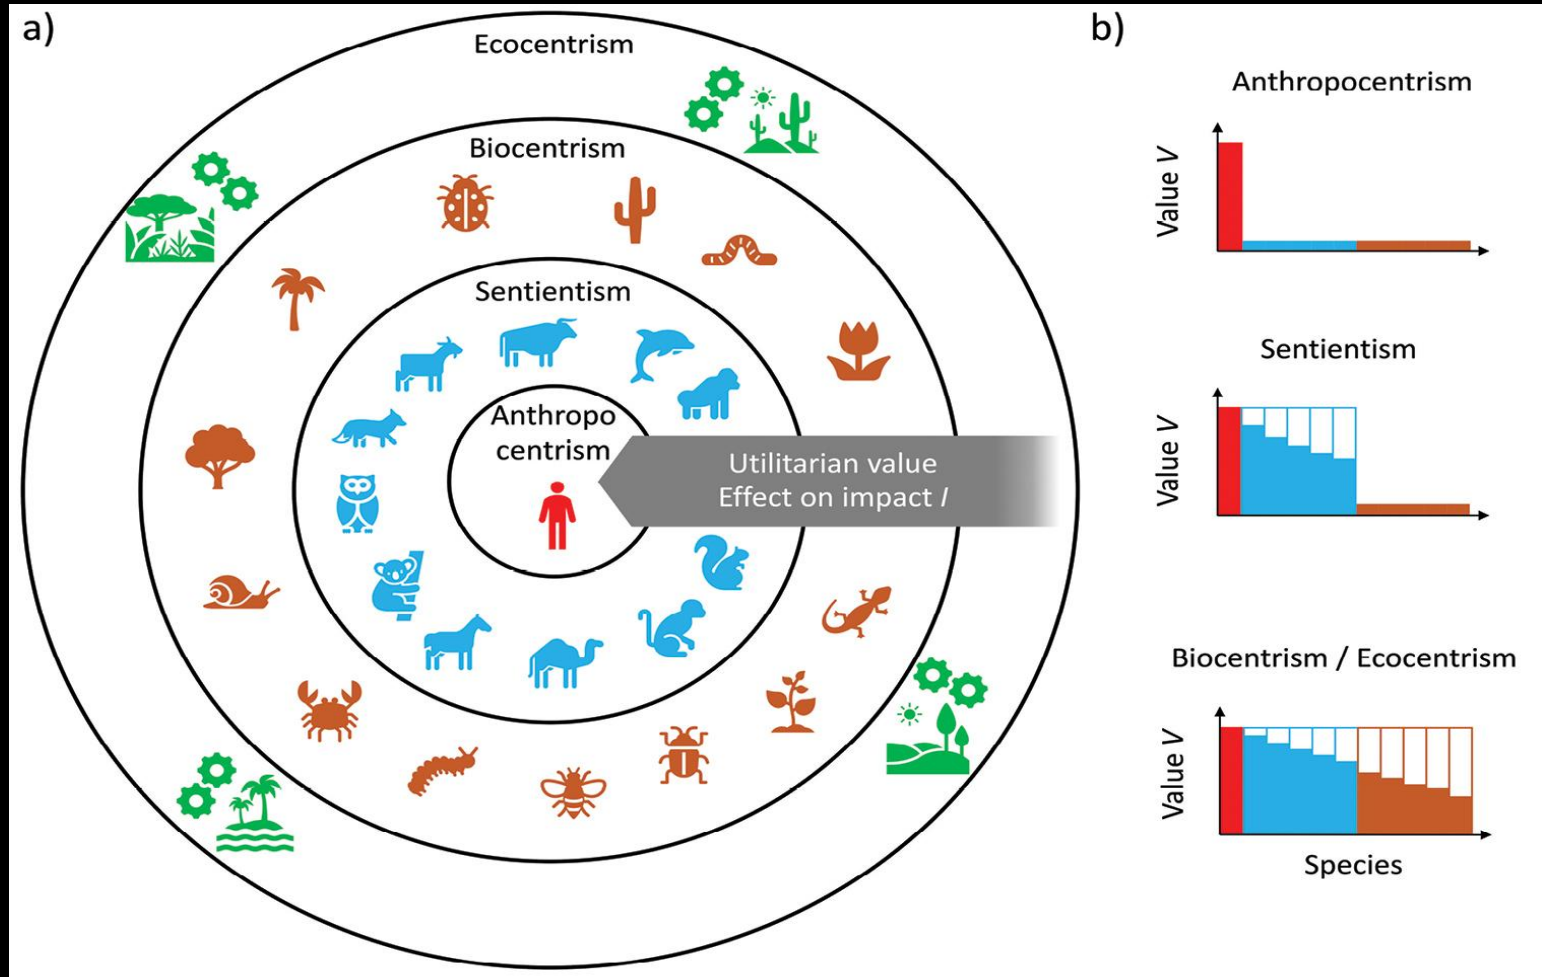 a)
Ecocentrism
Biocentrism
Sentientism
Anthropo
centrism
Utilitarian value
Effect on impact I
b)
Anthropocentrism
Value V
Sentientism
Value V
Biocentrism / Ecocentrism
Value V
Species